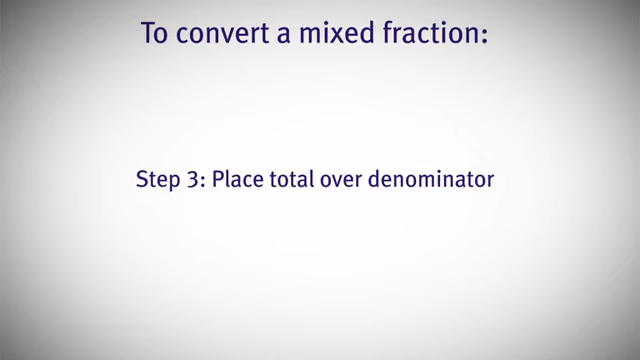 To convert a mixed fraction:
Step 3: Place total over denominator